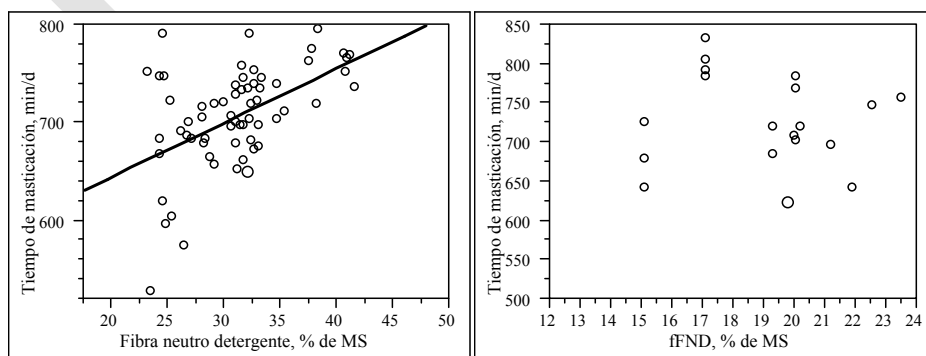 Tiempo de masticación, min/d
800
700
600
20 25 30 35 40 45 50
Fibra neutro detergente, % de MS
Tiempo de masticación, min/d
850
800
750
700
650
600
550
500
12 13 14 15 16 17 18 19 20 21 22 23 24
fFND, % de MS